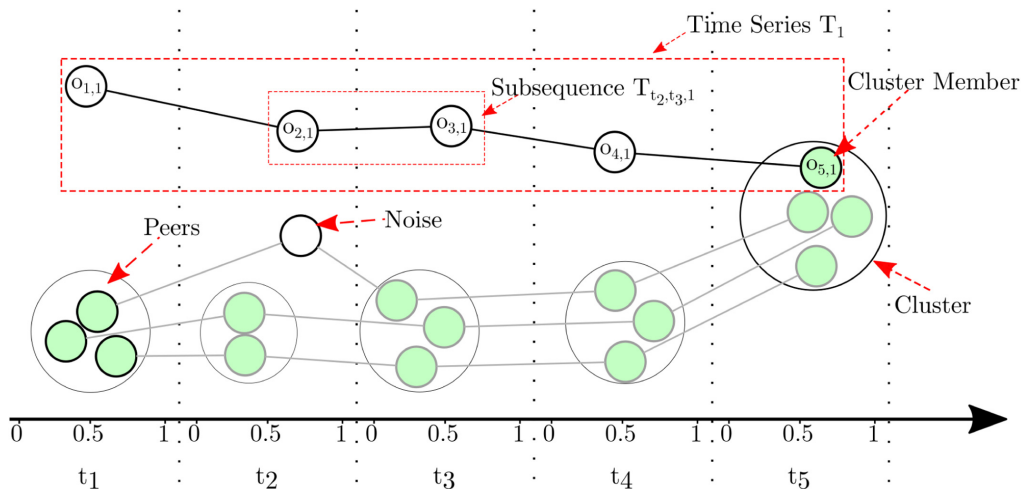 Time Series T1
Subsequence Tt2,t3,1
Cluster Member
o1,1
o2,1
o3,1
o4,1
o5,1
Peers
Noise
Cluster
0 0.5 1 0 0.5 1 0 0.5 1 0 0.5 1 0 0.5 1
t1 t2 t3 t4 t5